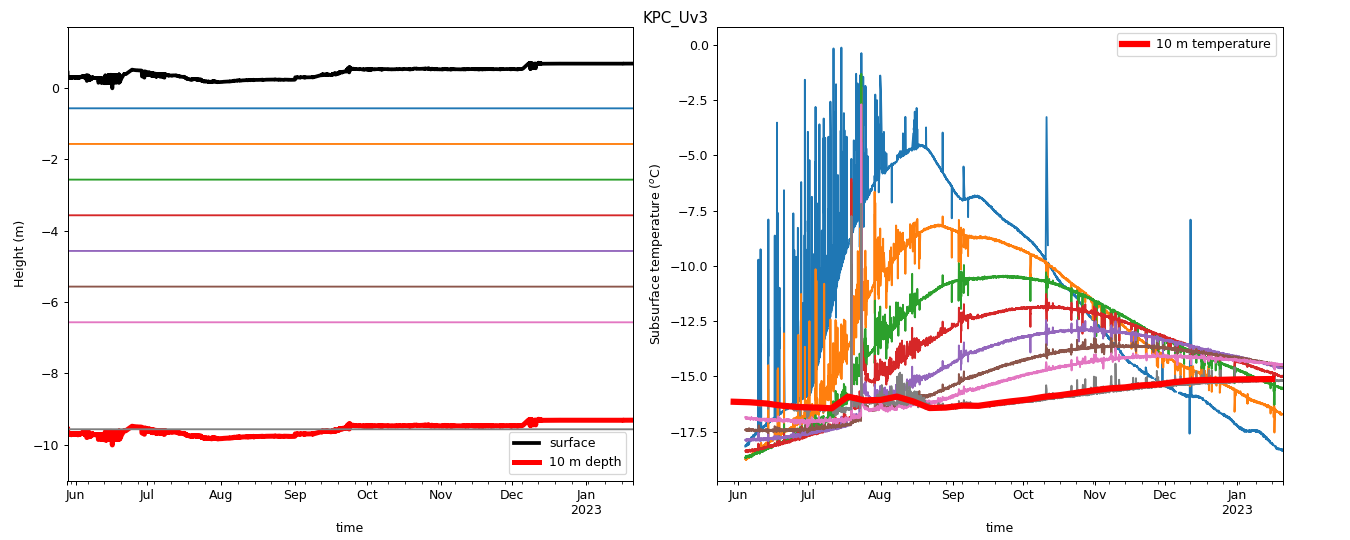 KPC_Uv3
Height (m)
0
−2
−4
−6
−8
−10
surface
10 m depth
Jun
Jul
Aug
Sep
Oct
Nov
Dec
Jan
2023
time
Subsurface temperature (°C)
0.0
−2.5
−5.0
−7.5
−10.0
−12.5
−15.0
−17.5
10 m temperature
Jun
Jul
Aug
Sep
Oct
Nov
Dec
Jan
2023
time